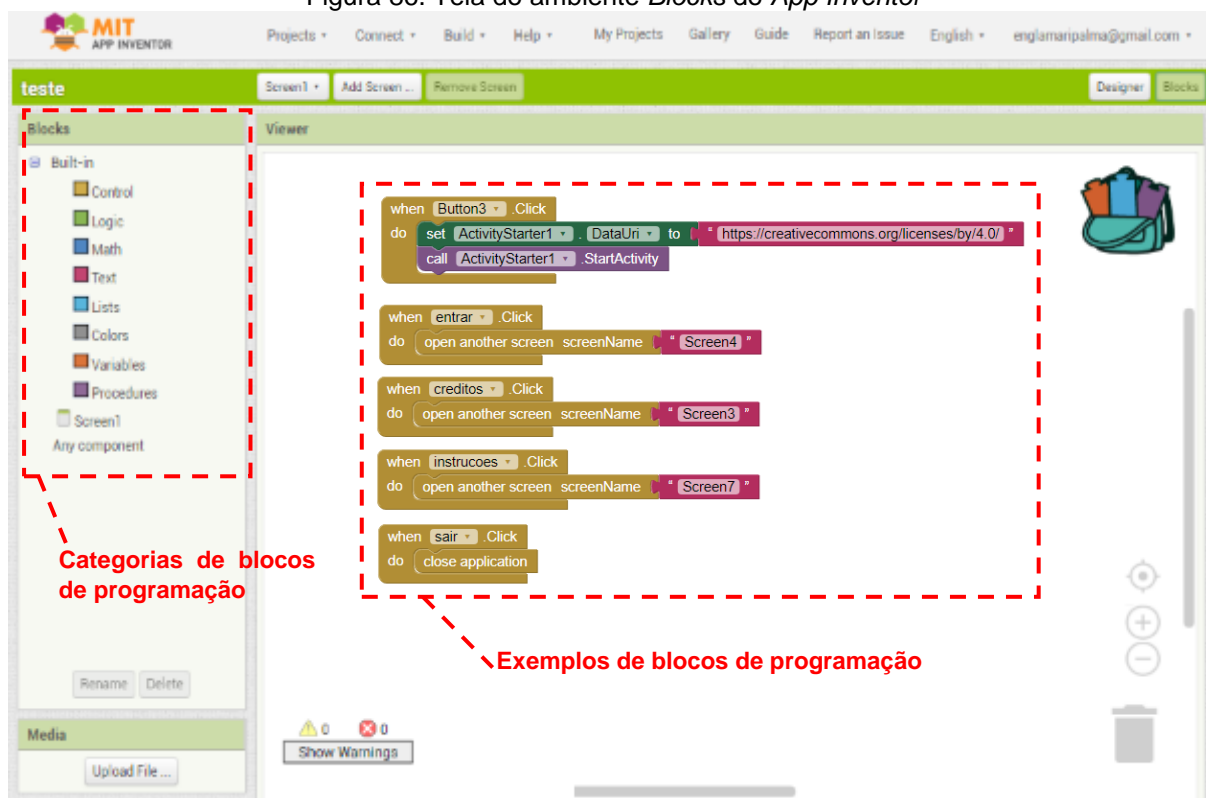 Tela do ambiente Blocks do App Inventor
MIT
APP INVENTOR
Projects Connect Build Help My Projects Gallery Guide Report an Issue English englamaripalma@gmail.com
teste
Screen1 Add Screen ... Remove Screen
Designer Blocks
Blocks
Viewer
Built-in
Control
Logic
Math
Text
Lists
Colors
Variables
Procedures
Screen1
Any component
when Button3 .Click
do set ActivityStarter1 . DataUri to " https://creativecommons.org/licenses/by/4.0/ "
call ActivityStarter1 .StartActivity
when entrar .Click
do open another screen screenName " Screen4 "
when creditos .Click
do open another screen screenName " Screen3 "
when instrucoes .Click
do open another screen screenName " Screen7 "
when sair .Click
do close application
Categorias de blocos
de programação
Exemplos de blocos de programação
Rename Delete
Media
Upload File ...
0 0
Show Warnings